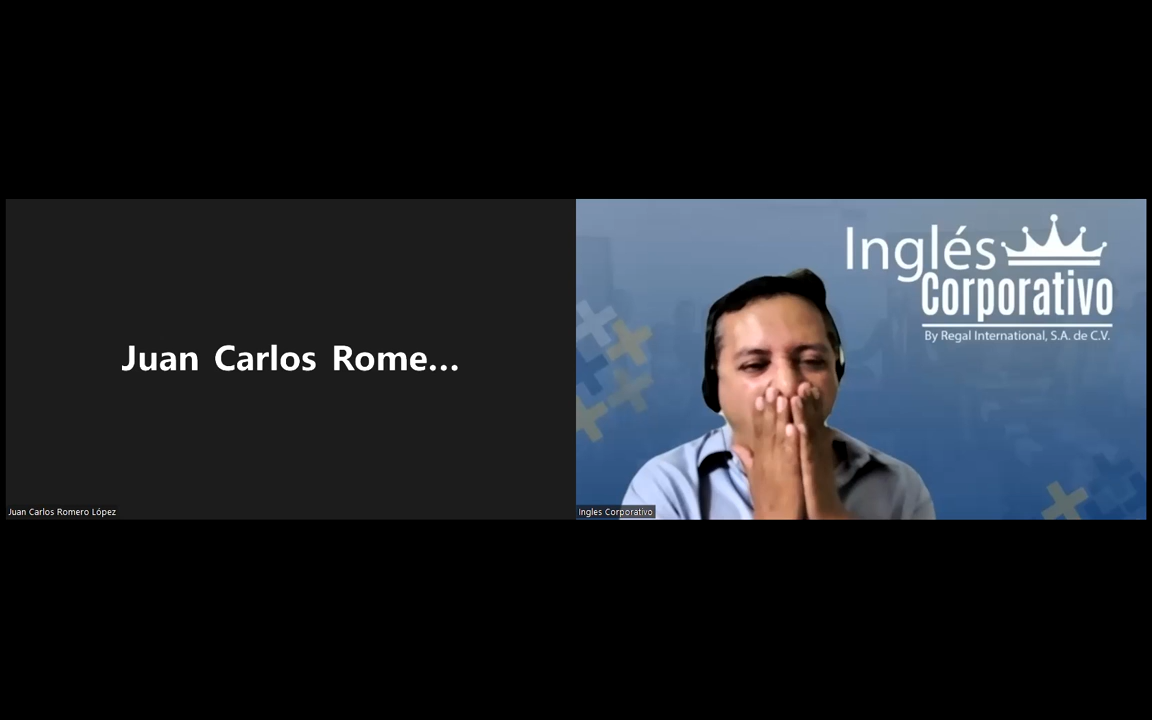 Juan Carlos Rome...
Juan Carlos Romero López
Inglés
Corporativo
By Regal International, S.A. de C.V.
Ingles Corporativo